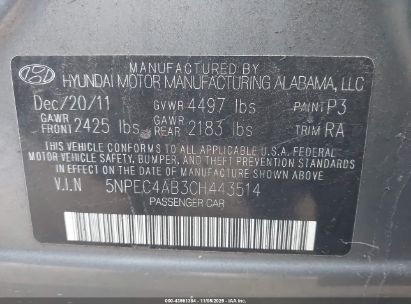 MANUFACTURED BY
HYUNDAI MOTOR MANUFACTURING ALABAMA, LLC
Dec/20/11 GVWR 4497 lbs PAINT P3
GAWR FRONT 2425 lbs GAWR REAR 2183 lbs TRIM RA
THIS VEHICLE CONFORMS TO ALL APPLICABLE U.S.A. FEDERAL
MOTOR VEHICLE SAFETY, BUMPER, AND THEFT PREVENTION STANDARDS
IN EFFECT ON THE DATE OF MANUFACTURE SHOWN ABOVE.
V.I.N 5NPEC4AB3CH443514
PASSENGER CAR